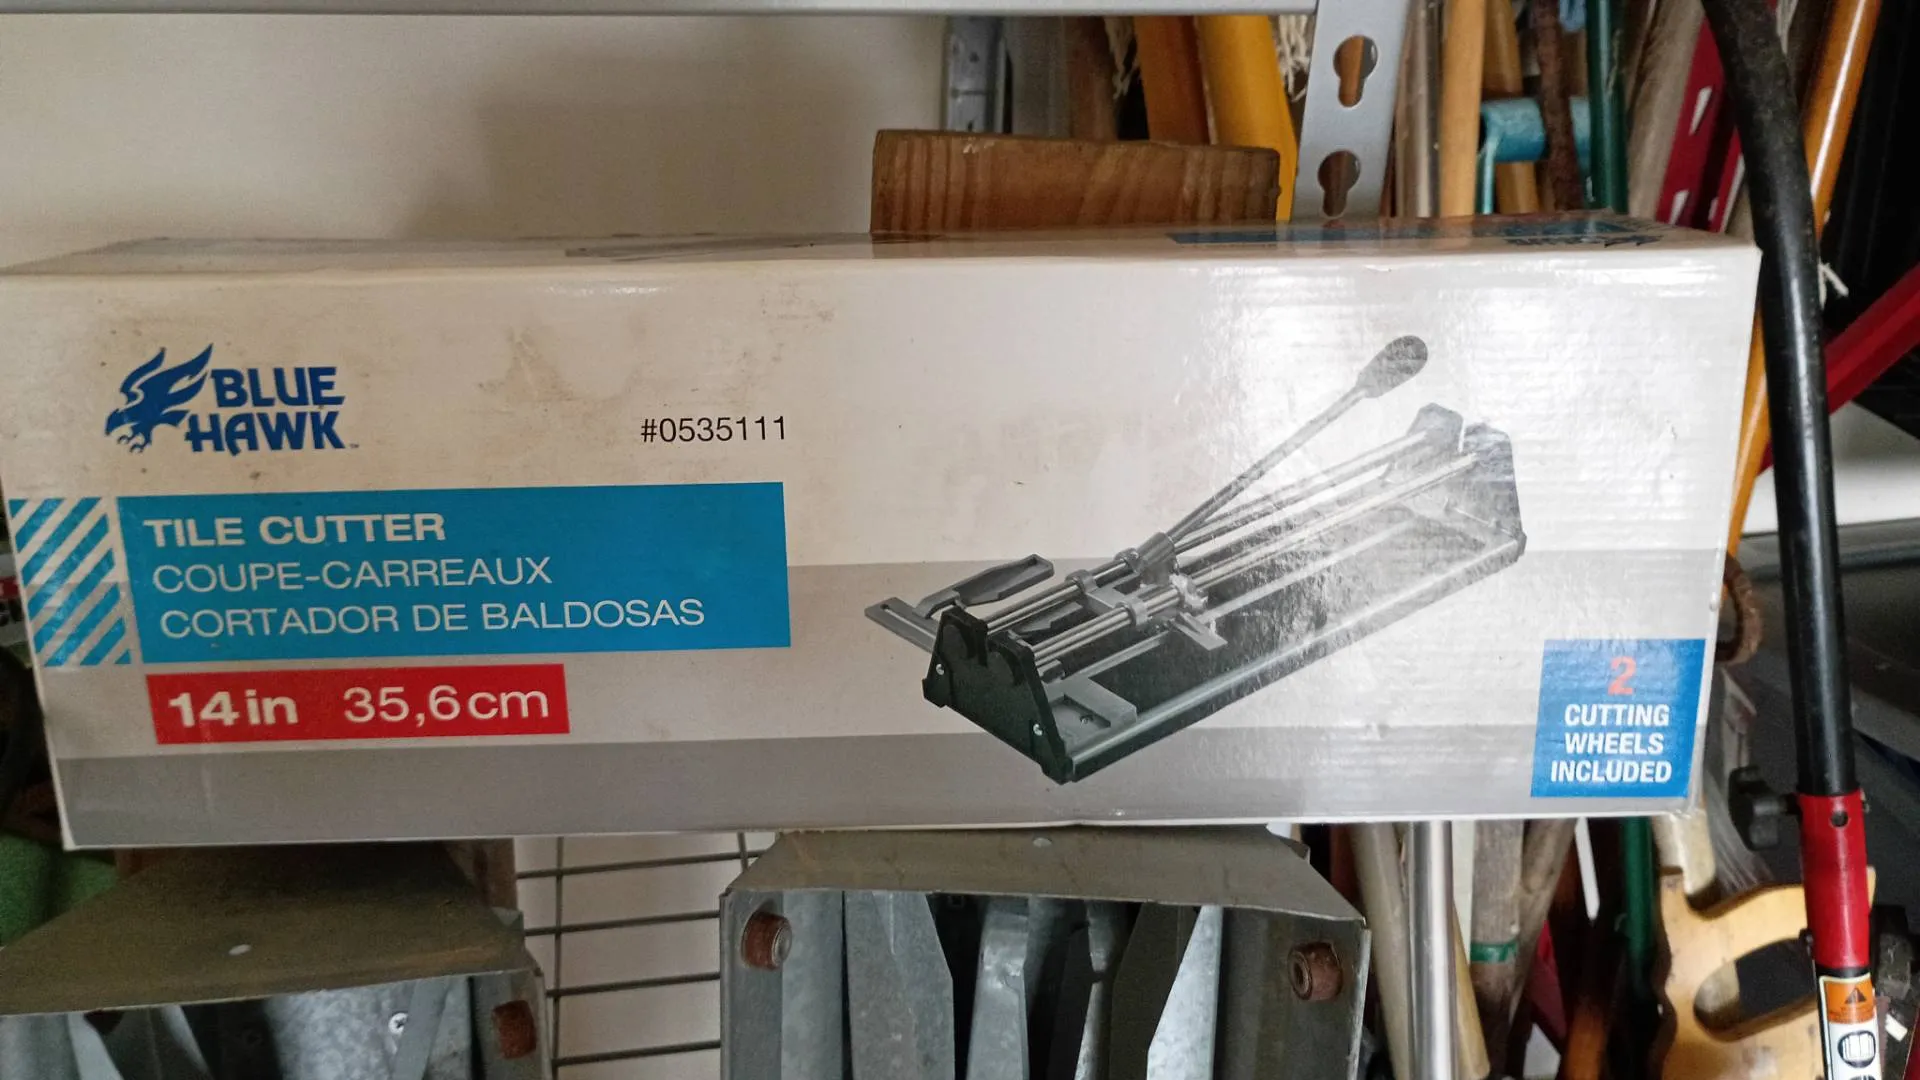 BLUE
HAWK
#0535111
TILE CUTTER
COUPE-CARREAUX
CORTADOR DE BALDOSAS
14in 35,6cm
2
CUTTING
WHEELS
INCLUDED